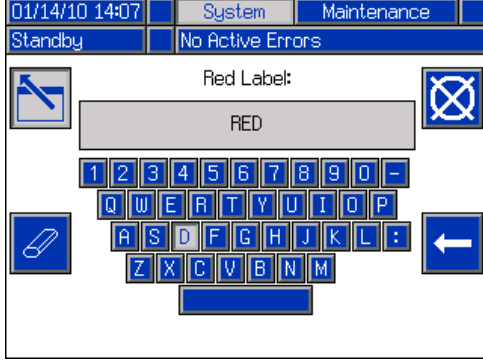 01/14/10 14:07 System Maintenance
Standby No Active Errors
Red Label:
RED
1 2 3 4 5 6 7 8 9 0 -
Q W E R T Y U I O P
A S D F G H J K L :
Z X C V B N M